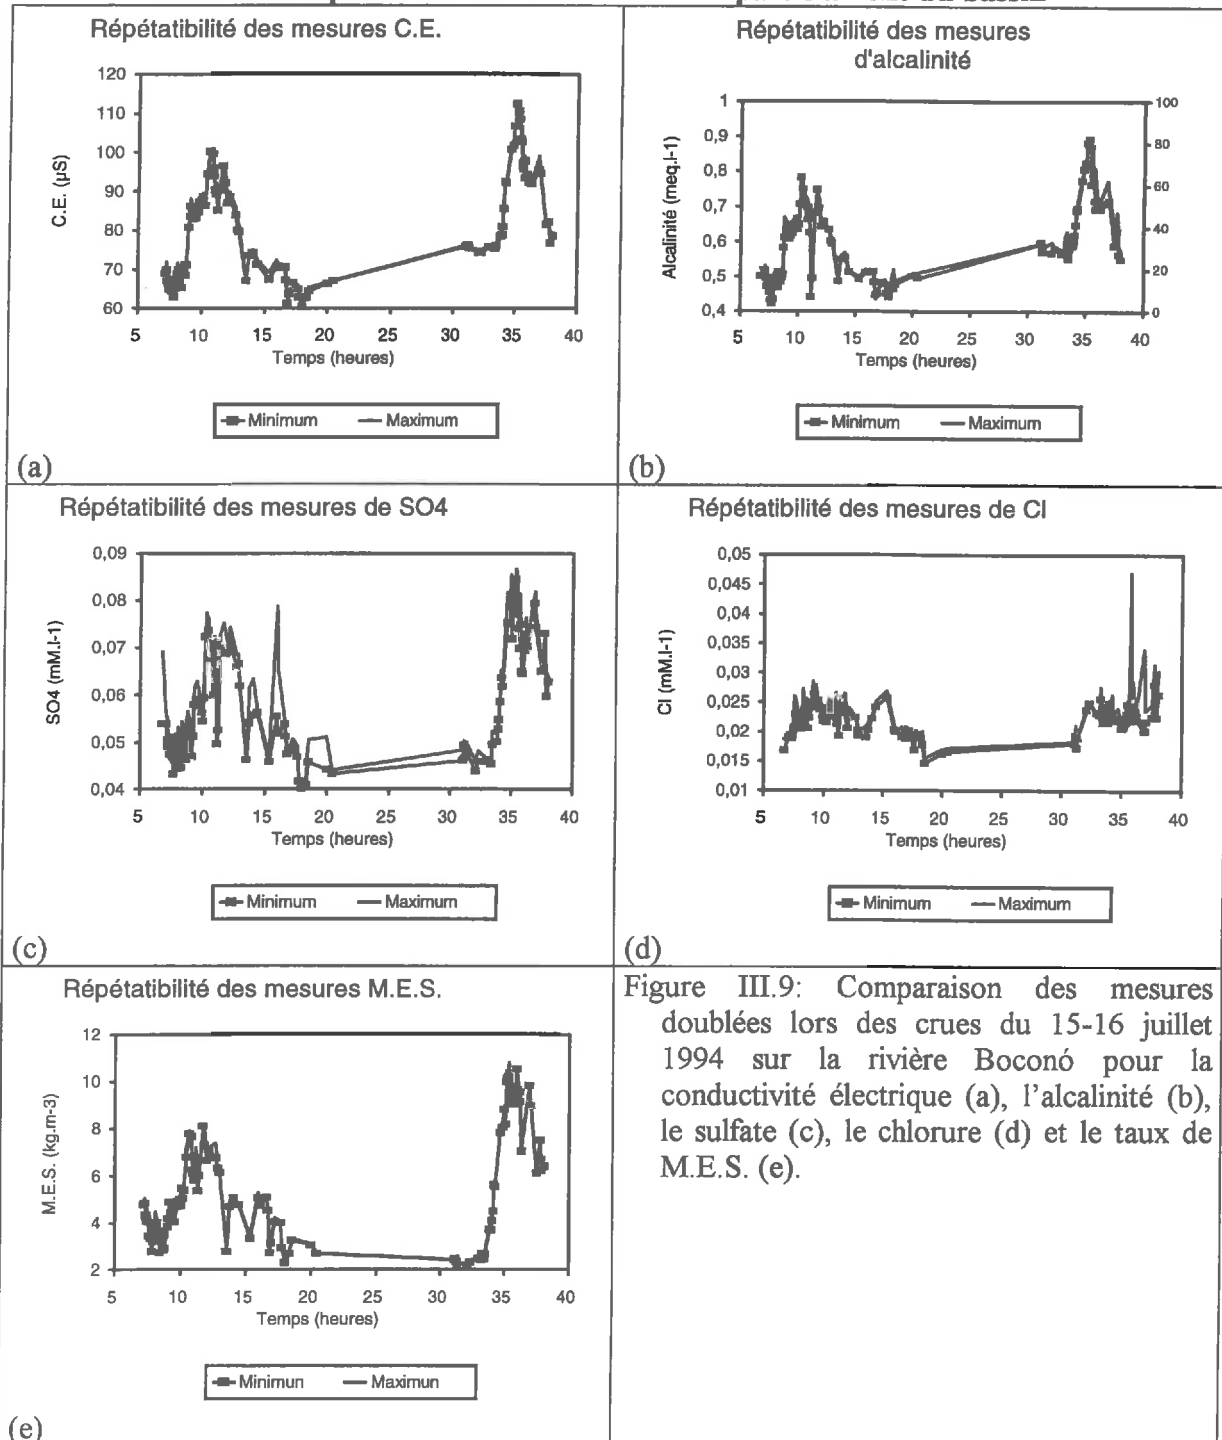 Répétatibilité des mesures C.E.
120
110
100
90
80
70
60
C.E. (µS)
5 10 15 20 25 30 35 40
Temps (heures)
Minimum Maximum
(a)
Répétatibilité des mesures
d'alcalinité
1
0,9
0,8
0,7
0,6
0,5
0,4
Alcalinité (meq.l-1)
100
80
60
40
20
0
5 10 15 20 25 30 35 40
Temps (heures)
Minimum Maximum
(b)
Répétatibilité des mesures de SO4
0,09
0,08
0,07
0,06
0,05
0,04
SO4 (mM.l-1)
5 10 15 20 25 30 35 40
Temps (heures)
Minimum Maximum
(c)
Répétatibilité des mesures de Cl
0,05
0,045
0,04
0,035
0,03
0,025
0,02
0,015
0,01
Cl (mM.l-1)
5 10 15 20 25 30 35 40
Temps (heures)
Minimum Maximum
(d)
Répétatibilité des mesures M.E.S.
12
10
8
6
4
2
M.E.S. (kg.m-3)
5 10 15 20 25 30 35 40
Temps (heures)
Minimun Maximun
(e)
Figure III.9: Comparaison des mesures
doublées lors des crues du 15-16 juillet
1994 sur la rivière Boconó pour la
conductivité électrique (a), l'alcalinité (b),
le sulfate (c), le chlorure (d) et le taux de
M.E.S. (e).